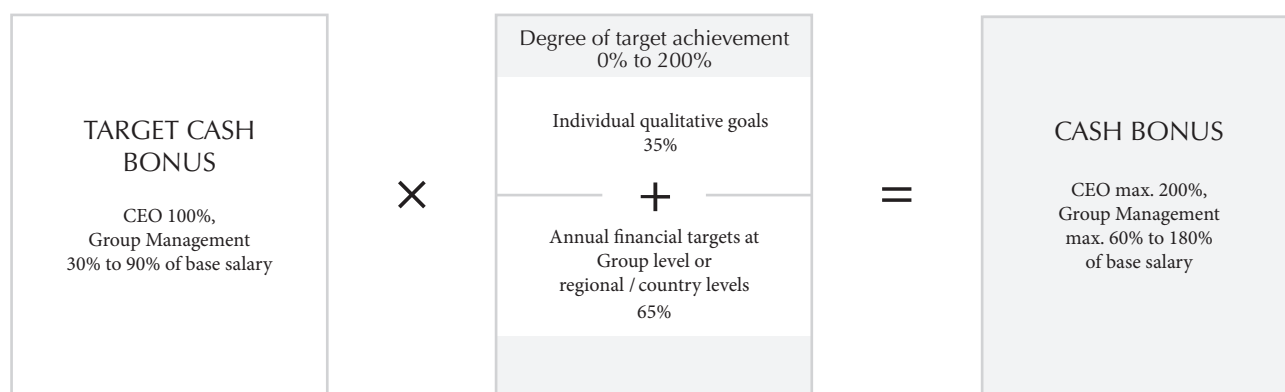 TARGET CASH
BONUS
CEO 100%,
Group Management
30% to 90% of base salary
×
Degree of target achievement
0% to 200%
Individual qualitative goals
35%
+
Annual financial targets at
Group level or
regional / country levels
65%
=
CASH BONUS
CEO max. 200%,
Group Management
max. 60% to 180%
of base salary